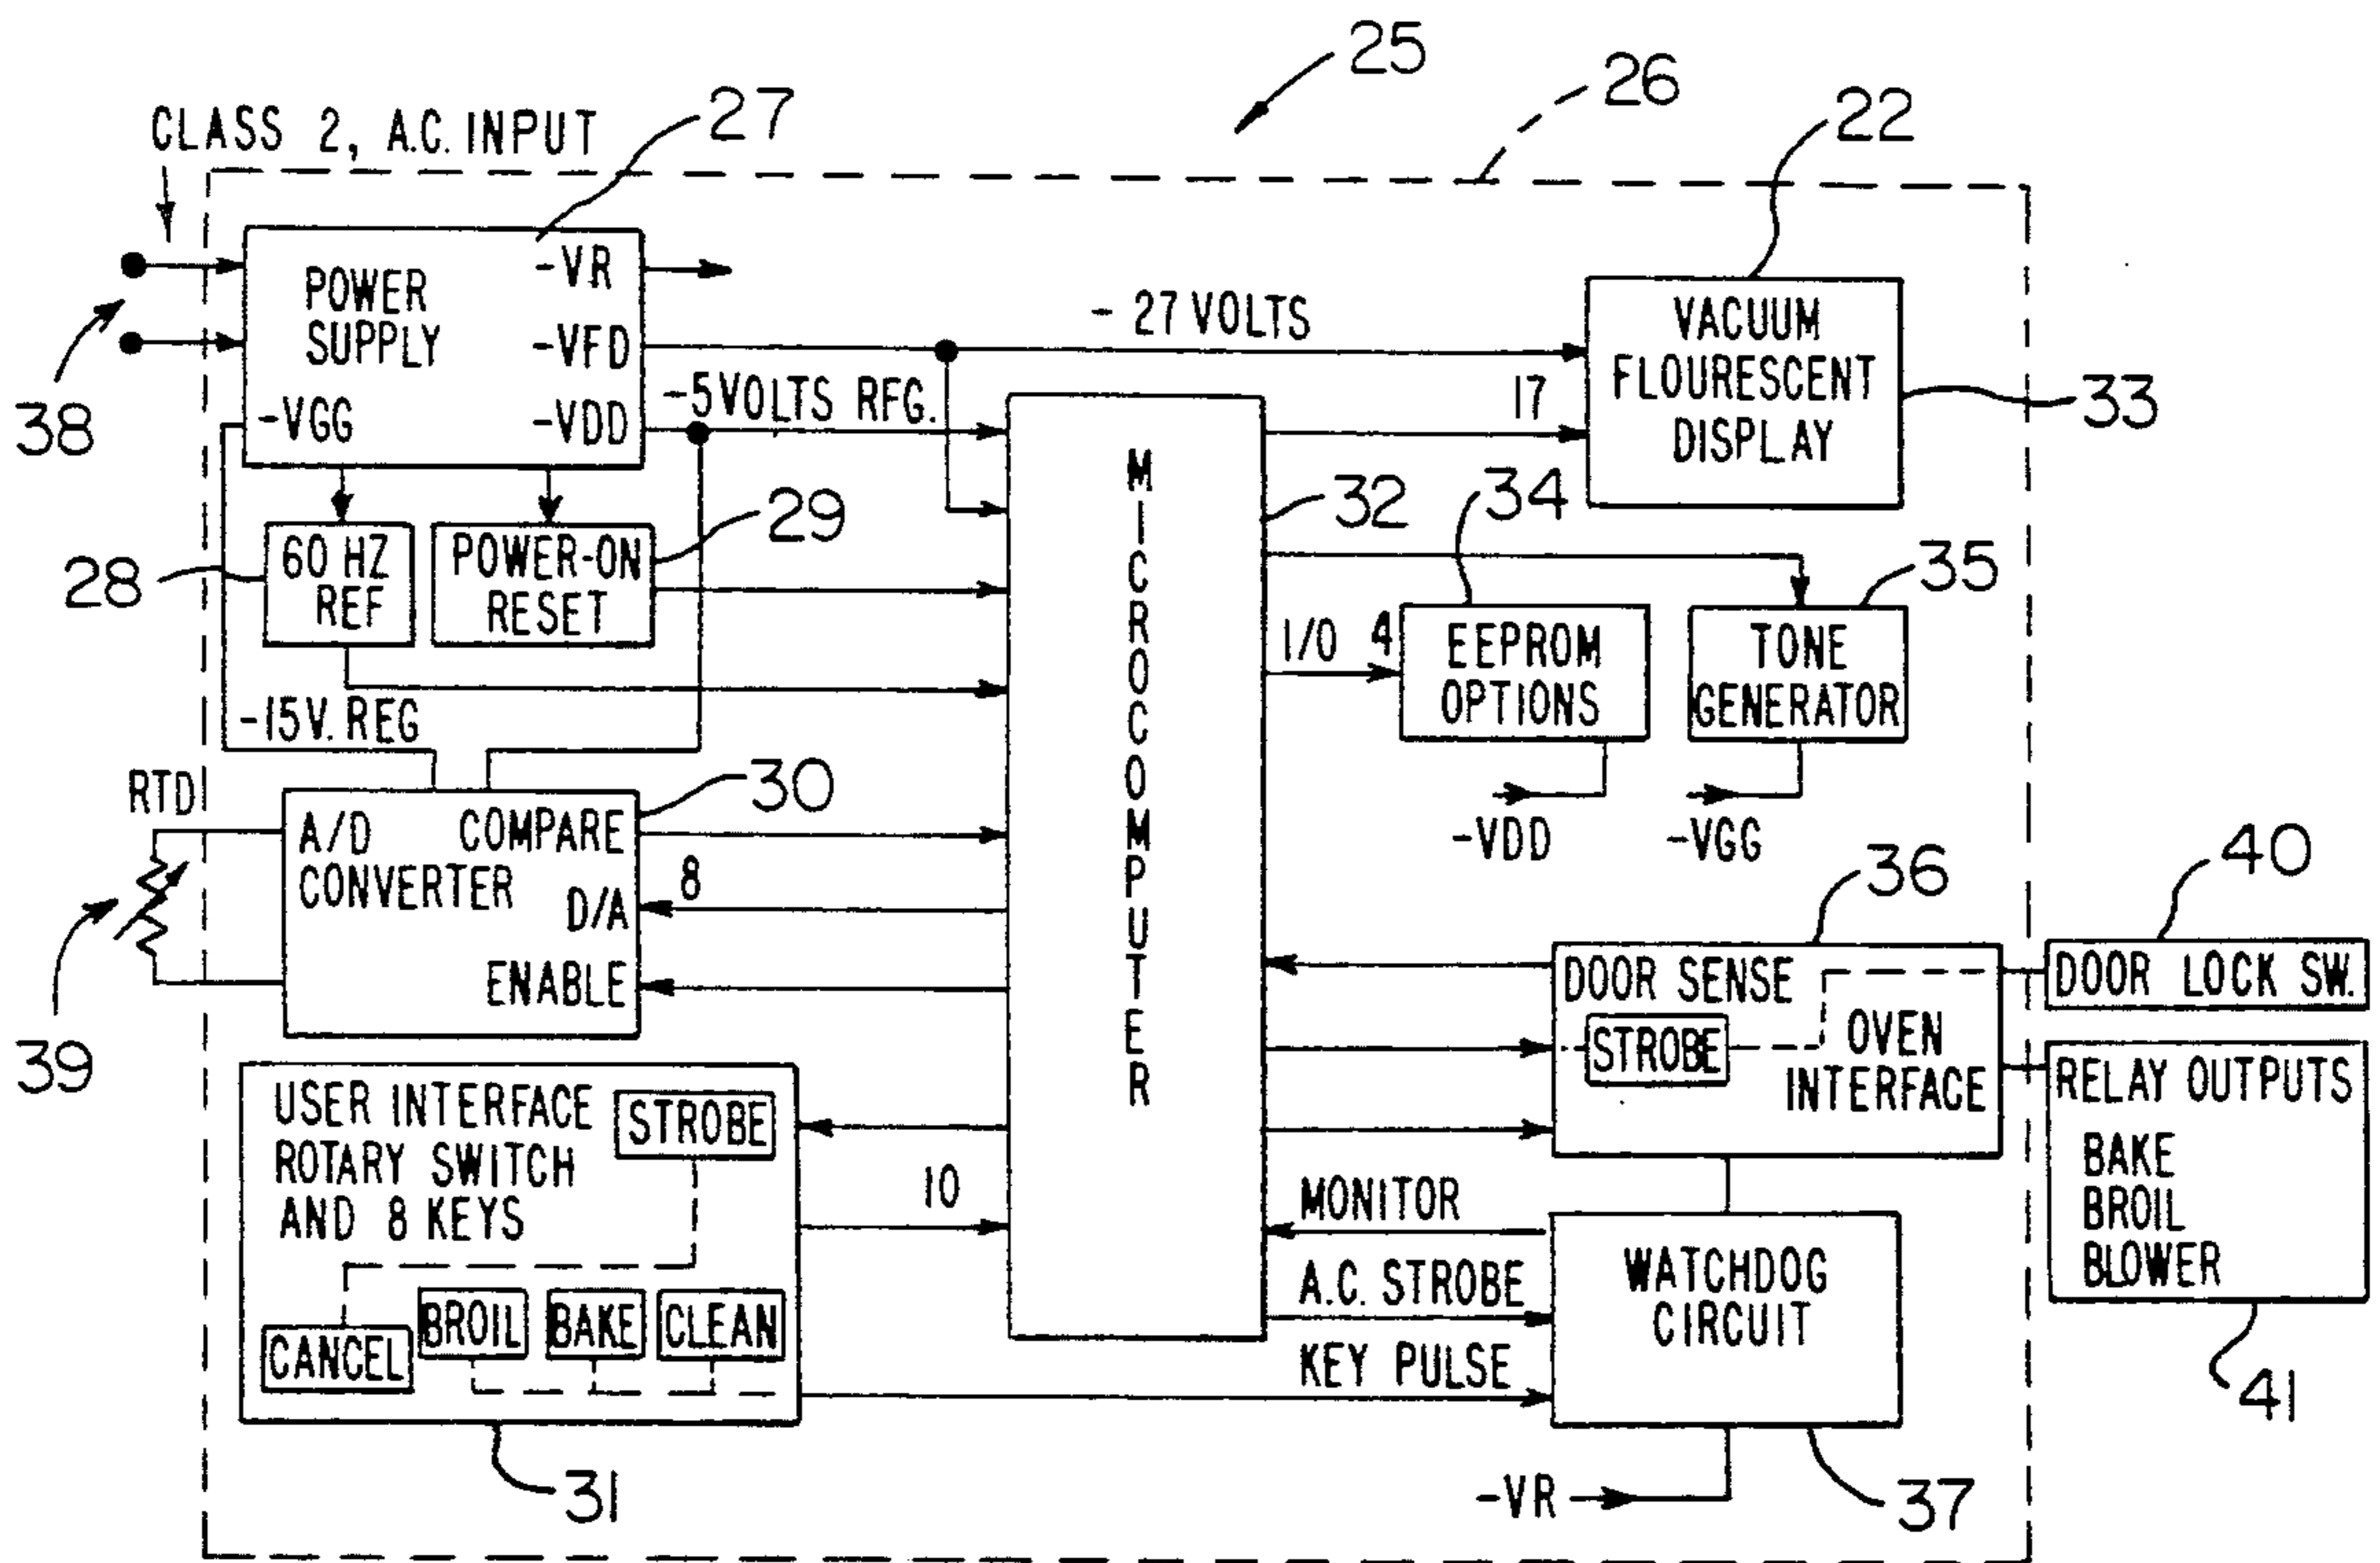 25
26
22
27
CLASS 2, A.C. INPUT
38
POWER
SUPPLY
-VR
-VFD
-VDD
-VGG
- 27 VOLTS
-5 VOLTS RFG.
17
VACUUM
FLOURESCENT
DISPLAY
33
28
60 HZ
REF
POWER-ON
RESET
29
MICROCOMPUTER
32
34
35
I/O 4
EEPROM
OPTIONS
TONE
GENERATOR
-VDD
-VGG
-15V. REG
RTD
39
30
A/D
CONVERTER
COMPARE
D/A
ENABLE
8
36
40
DOOR SENSE
STROBE
OVEN
INTERFACE
DOOR LOCK SW.
RELAY OUTPUTS
BAKE
BROIL
BLOWER
41
USER INTERFACE
ROTARY SWITCH
AND 8 KEYS
STROBE
10
CANCEL
BROIL
BAKE
CLEAN
31
MONITOR
A.C. STROBE
KEY PULSE
WATCHDOG
CIRCUIT
-VR
37